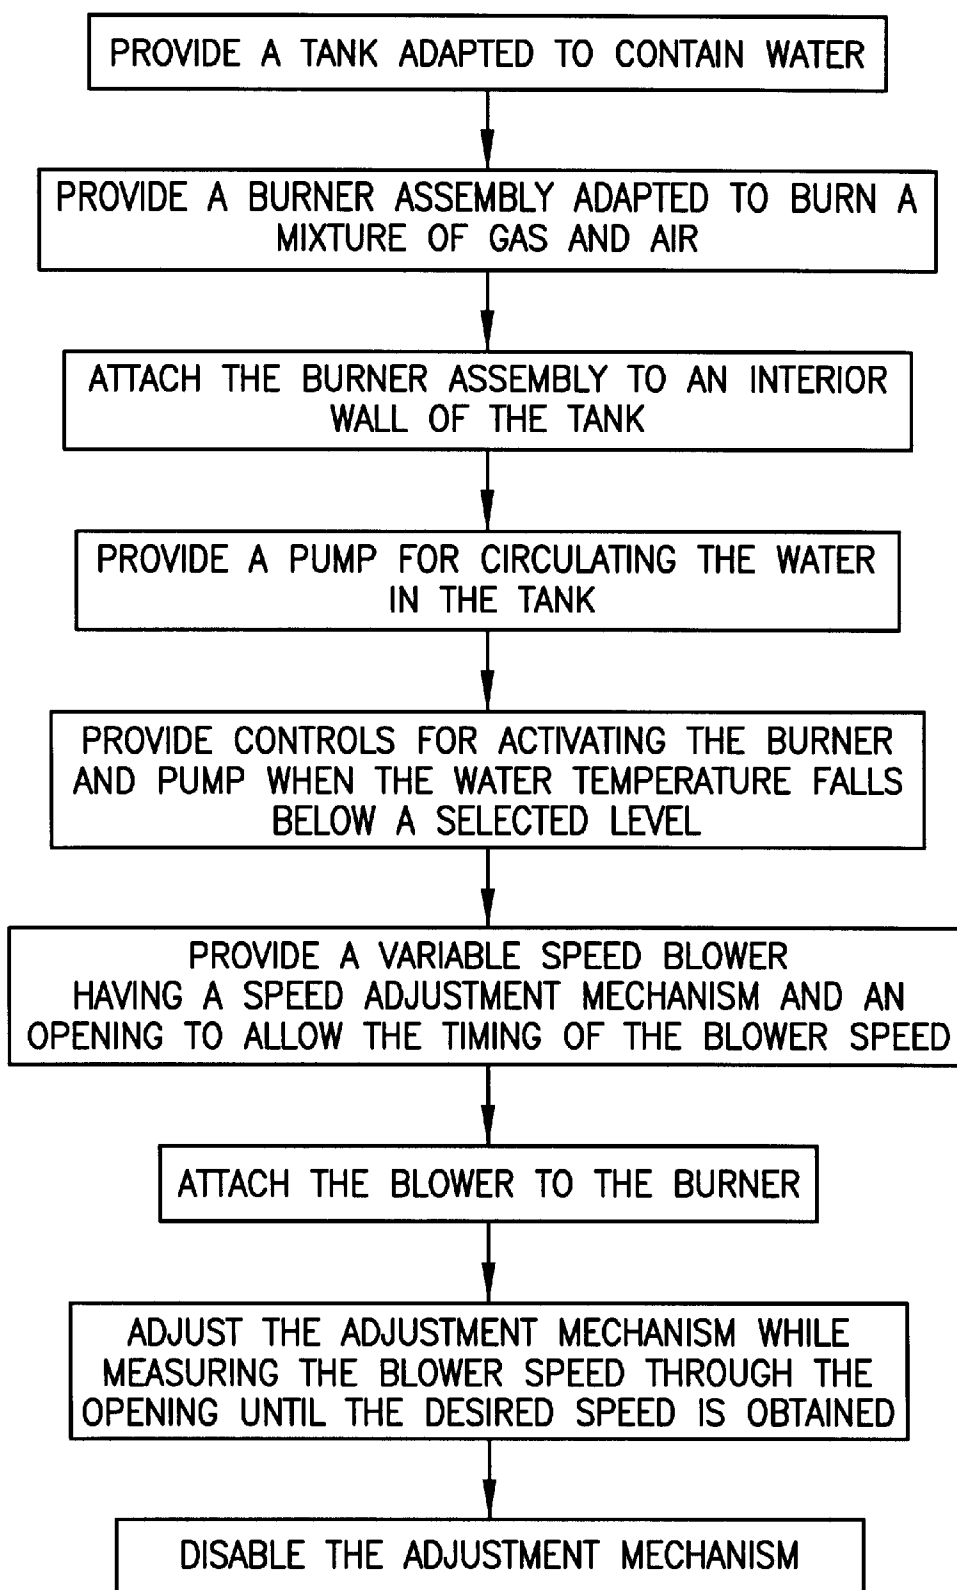 PROVIDE A TANK ADAPTED TO CONTAIN WATER
PROVIDE A BURNER ASSEMBLY ADAPTED TO BURN A
MIXTURE OF GAS AND AIR
ATTACH THE BURNER ASSEMBLY TO AN INTERIOR
WALL OF THE TANK
PROVIDE A PUMP FOR CIRCULATING THE WATER
IN THE TANK
PROVIDE CONTROLS FOR ACTIVATING THE BURNER
AND PUMP WHEN THE WATER TEMPERATURE FALLS
BELOW A SELECTED LEVEL
PROVIDE A VARIABLE SPEED BLOWER
HAVING A SPEED ADJUSTMENT MECHANISM AND AN
OPENING TO ALLOW THE TIMING OF THE BLOWER SPEED
ATTACH THE BLOWER TO THE BURNER
ADJUST THE ADJUSTMENT MECHANISM WHILE
MEASURING THE BLOWER SPEED THROUGH THE
OPENING UNTIL THE DESIRED SPEED IS OBTAINED
DISABLE THE ADJUSTMENT MECHANISM